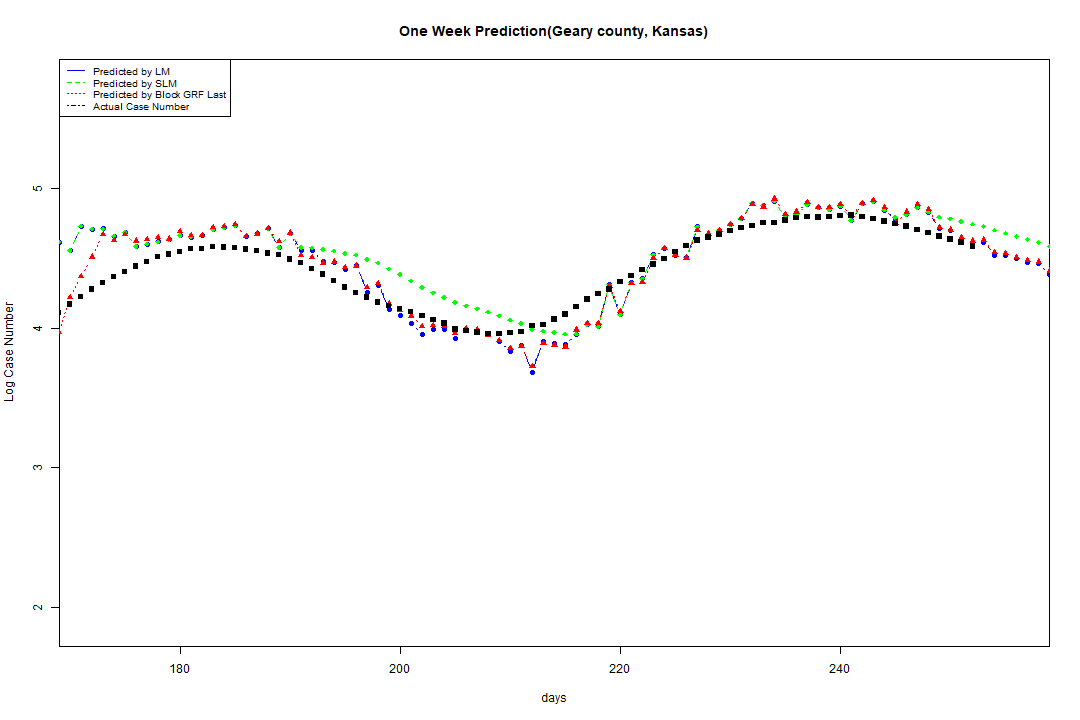 One Week Prediction(Geary county, Kansas)
Predicted by LM
Predicted by SLM
Predicted by Block GRF Last
Actual Case Number
5
4
3
2
Log Case Number
180 200 220 240
days